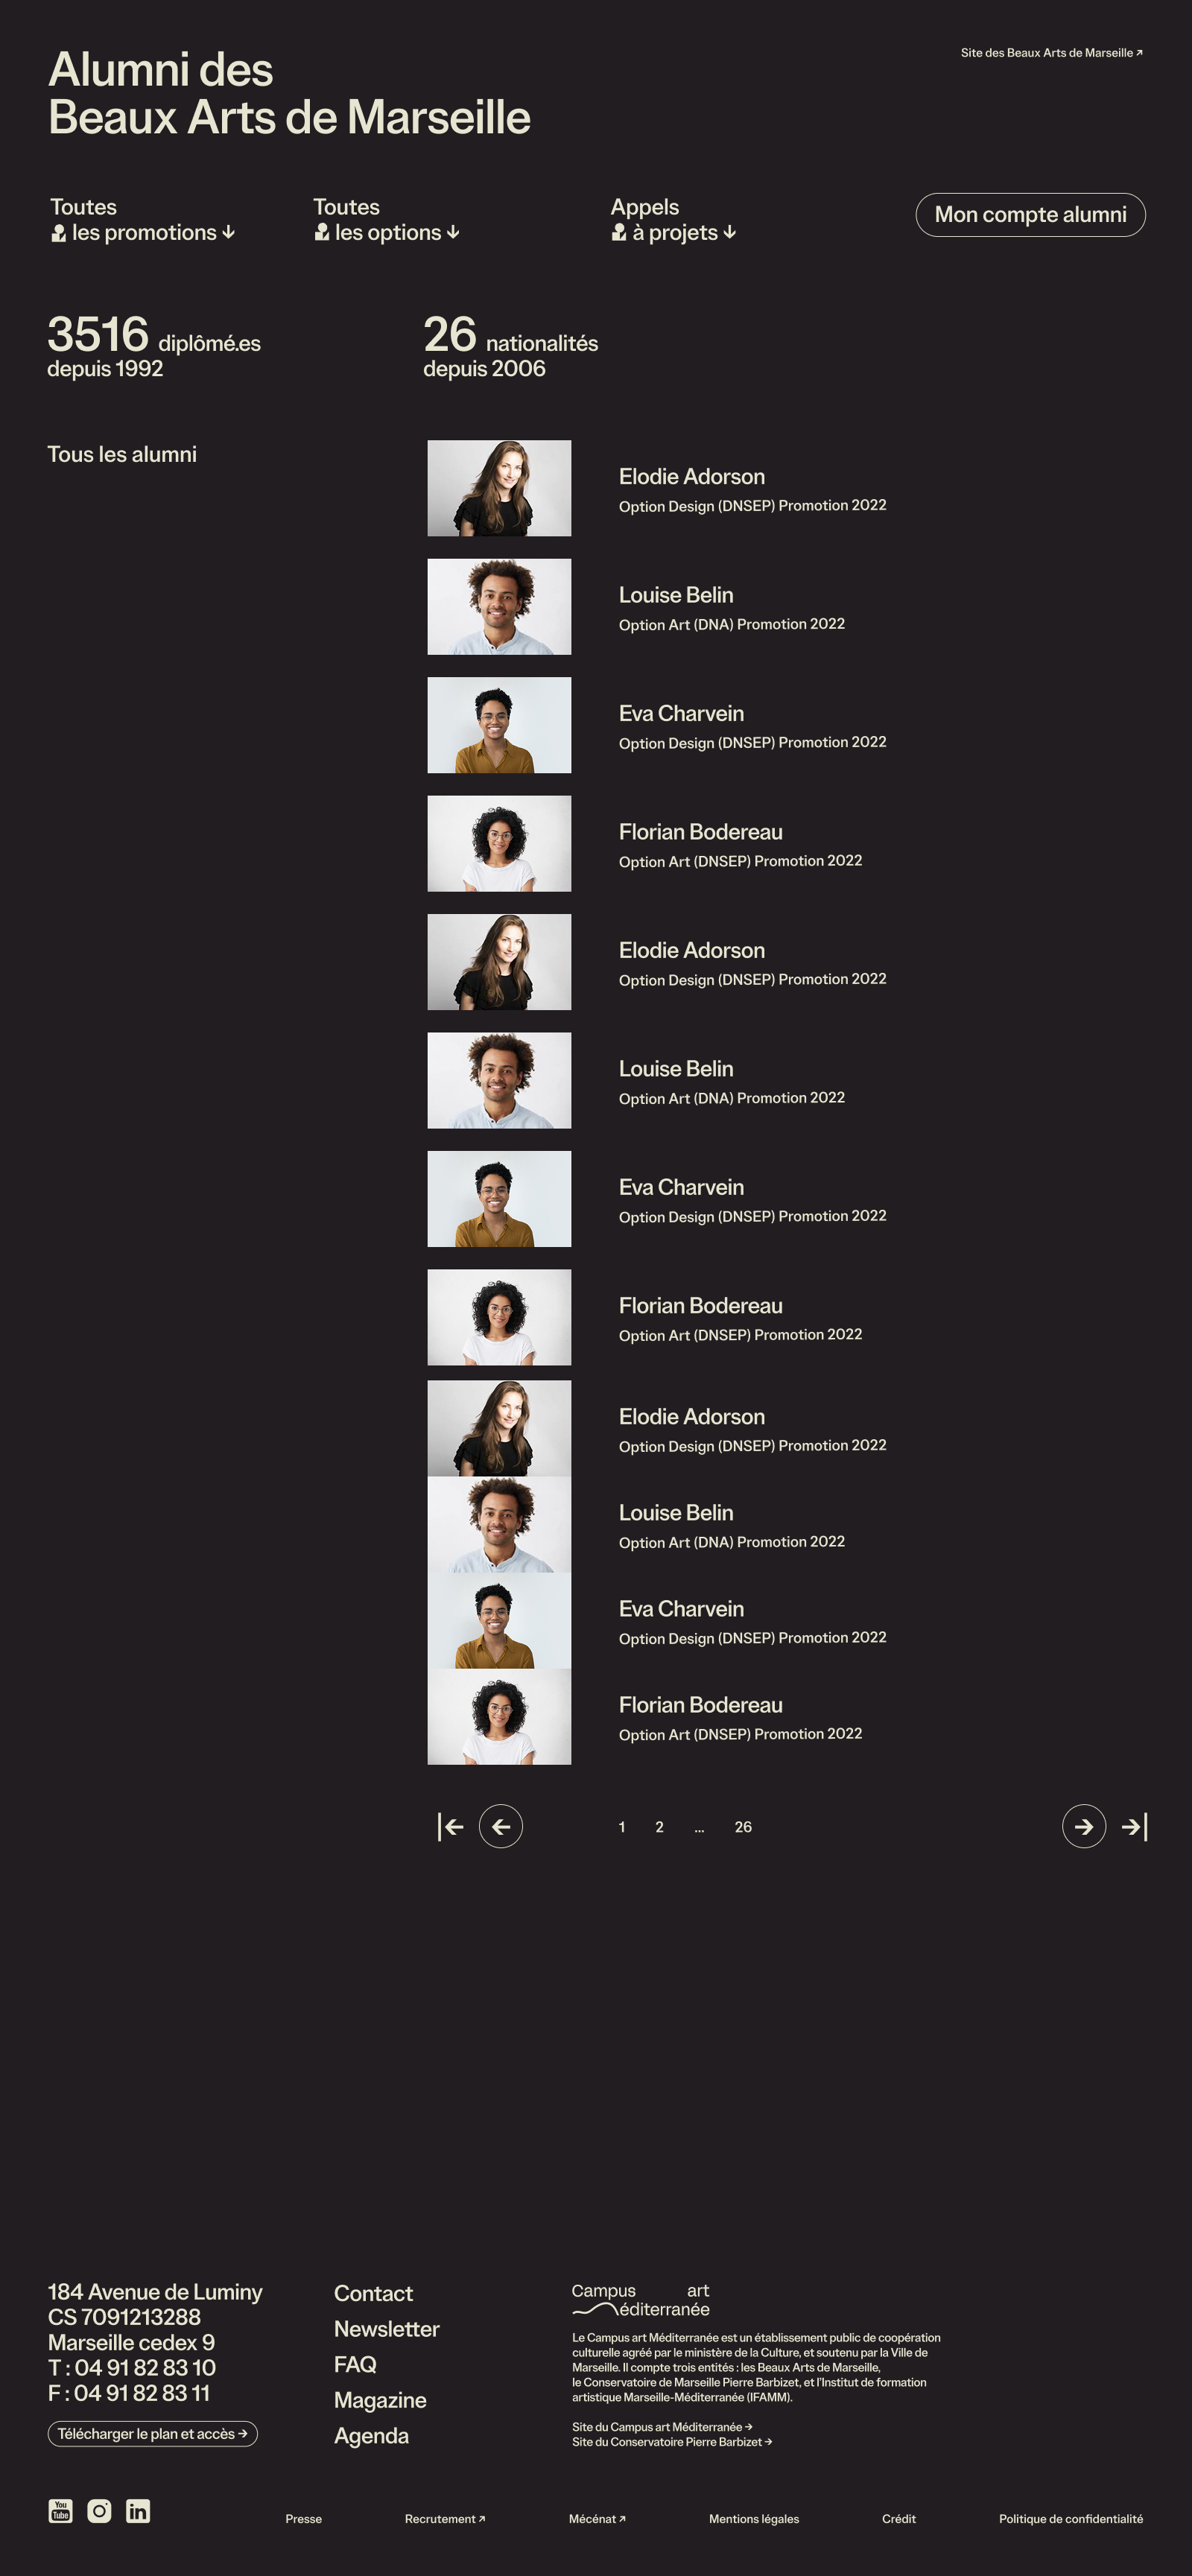 Alumni des
Beaux Arts de Marseille
Site des Beaux Arts de Marseille ↗
Toutes
les promotions ↓
Toutes
les options ↓
Appels
à projets ↓
Mon compte alumni
3516 diplômé.es
depuis 1992
26 nationalités
depuis 2006
Tous les alumni
Elodie Adorson
Option Design (DNSEP) Promotion 2022
Louise Belin
Option Art (DNA) Promotion 2022
Eva Charvein
Option Design (DNSEP) Promotion 2022
Florian Bodereau
Option Art (DNSEP) Promotion 2022
Elodie Adorson
Option Design (DNSEP) Promotion 2022
Louise Belin
Option Art (DNA) Promotion 2022
Eva Charvein
Option Design (DNSEP) Promotion 2022
Florian Bodereau
Option Art (DNSEP) Promotion 2022
Elodie Adorson
Option Design (DNSEP) Promotion 2022
Louise Belin
Option Art (DNA) Promotion 2022
Eva Charvein
Option Design (DNSEP) Promotion 2022
Florian Bodereau
Option Art (DNSEP) Promotion 2022
1 2 ... 26
184 Avenue de Luminy
CS 7091213288
Marseille cedex 9
T : 04 91 82 83 10
F : 04 91 82 83 11
Télécharger le plan et accès →
Contact
Newsletter
FAQ
Magazine
Agenda
Campus art
éditerranée
Le Campus art Méditerranée est un établissement public de coopération
culturelle agréé par le ministère de la Culture, et soutenu par la Ville de
Marseille. Il compte trois entités : les Beaux Arts de Marseille,
le Conservatoire de Marseille Pierre Barbizet, et l'Institut de formation
artistique Marseille-Méditerranée (IFAMM).
Site du Campus art Méditerranée →
Site du Conservatoire Pierre Barbizet →
You
Tube
in
Presse
Recrutement ↗
Mécénat ↗
Mentions légales
Crédit
Politique de confidentialité